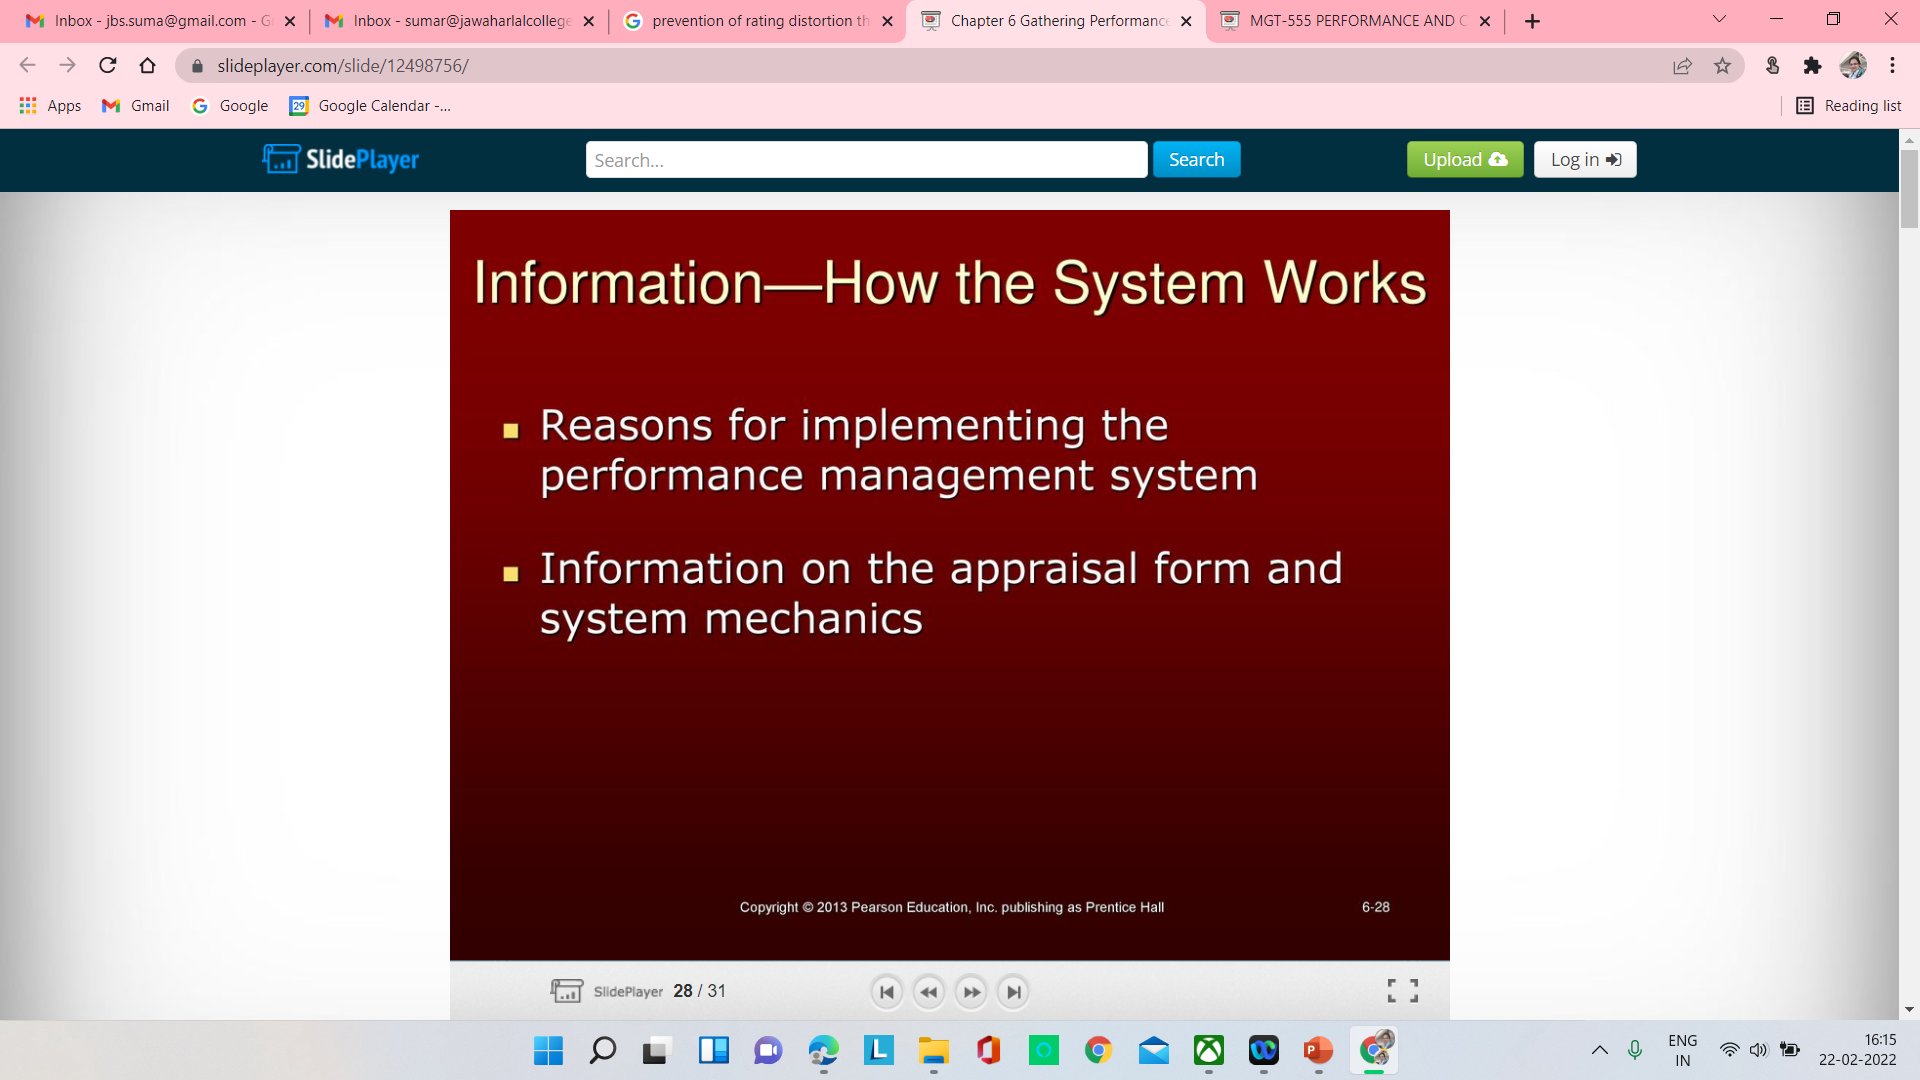 Inbox - jbs.suma@gmail.com - G
Inbox - sumar@jawaharlalcollege
prevention of rating distortion th
Chapter 6 Gathering Performance
MGT-555 PERFORMANCE AND C
slideplayer.com/slide/12498756/
Apps
Gmail
Google
29
Google Calendar -...
Reading list
SlidePlayer
Search...
Search
Upload
Log in
Information—How the System Works
Reasons for implementing the
performance management system
Information on the appraisal form and
system mechanics
Copyright © 2013 Pearson Education, Inc. publishing as Prentice Hall
6-28
SlidePlayer
28 / 31
L
P
ENG
IN
16:15
22-02-2022